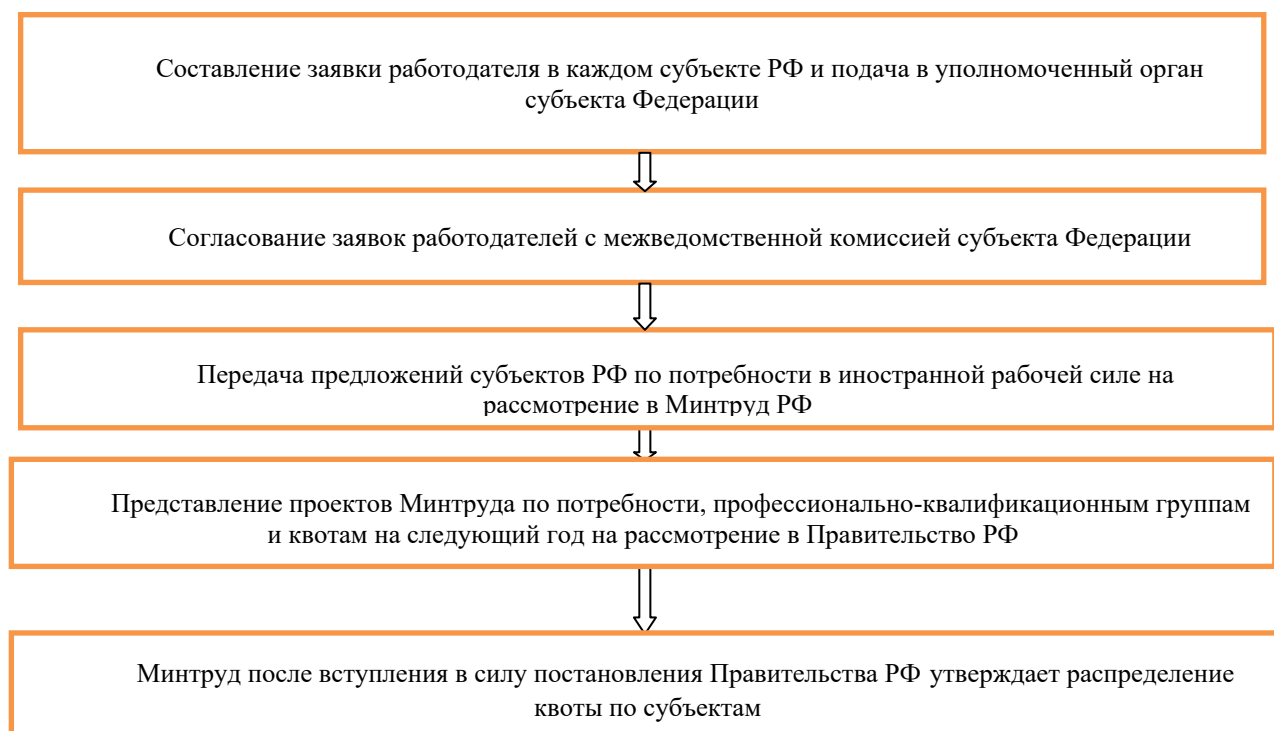 Составление заявки работодателя в каждом субъекте РФ и подача в уполномоченный орган
субъекта Федерации
Согласование заявок работодателей с межведомственной комиссией субъекта Федерации
Передача предложений субъектов РФ по потребности в иностранной рабочей силе на
рассмотрение в Минтруд РФ
Представление проектов Минтруда по потребности, профессионально-квалификационным группам
и квотам на следующий год на рассмотрение в Правительство РФ
Минтруд после вступления в силу постановления Правительства РФ утверждает распределение
квоты по субъектам